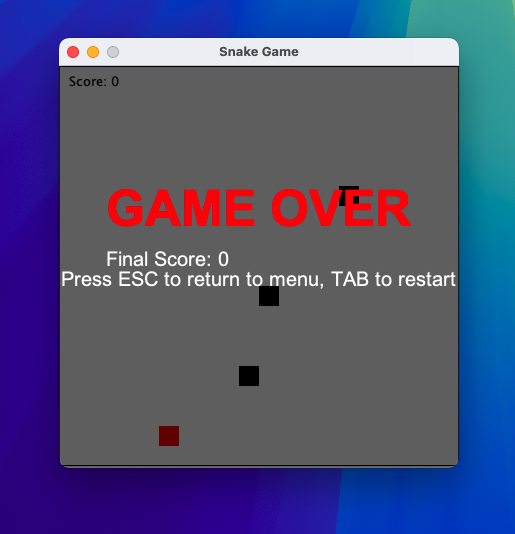 Snake Game
Score: 0
GAME OVER
Final Score: 0
Press ESC to return to menu, TAB to restart